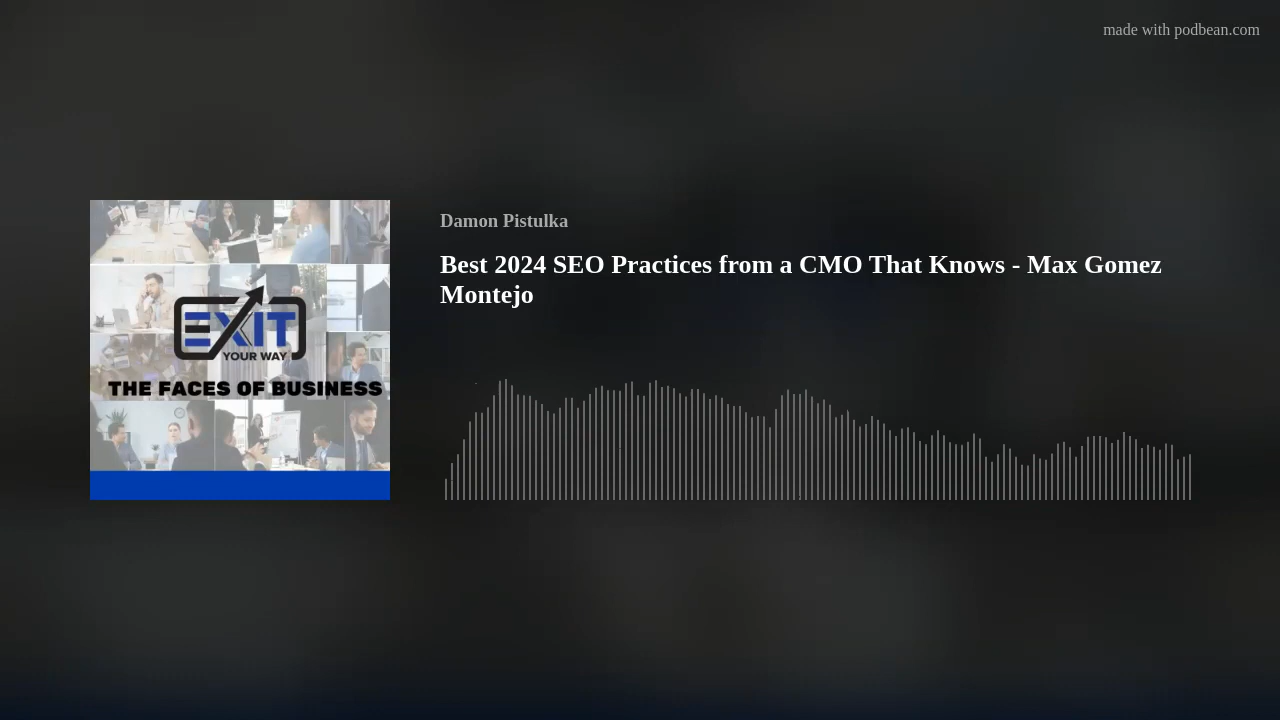 made with podbean.com
Damon Pistulka
Best 2024 SEO Practices from a CMO That Knows - Max Gomez
Montejo
EXIT
YOUR WAY
THE FACES OF BUSINESS